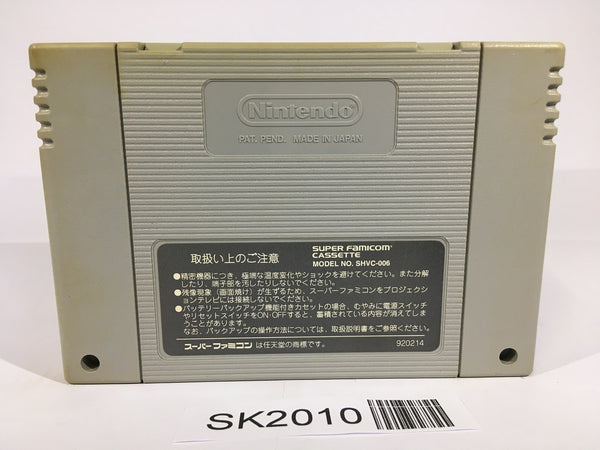 Nintendo
PAT. PEND. MADE IN JAPAN
取扱い上のご注意
SUPER FAMICOM
CASSETTE
MODEL NO. SHVC-006
●精密機器につき、極端な温度変化やショックを避けてください。また分解
したり、端子部を汚したりしないでください。
●残像現象（画面焼け）が生ずるため、スーパーファミコンをプロジェクシ
ョンテレビには接続しないでください。
●バッテリーバックアップ機能付きカセットの場合、むやみに電源スイッチ
やリセットスイッチをON・OFFすると、蓄積されている内容が消えてしま
うことがあります。
なお、バックアップの操作方法については、取扱説明書をご参照ください。
スーパーファミコン は任天堂の商標です。
920214
SK2010